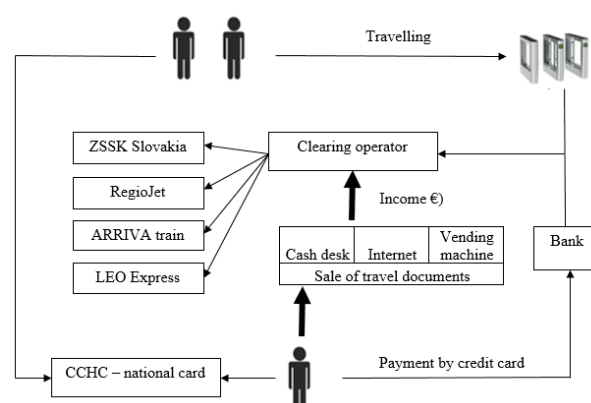 Travelling
ZSSK Slovakia
Clearing operator
RegioJet
Income €)
ARRIVA train
Cash desk
Internet
Vending
machine
Bank
LEO Express
Sale of travel documents
CCHC – national card
Payment by credit card